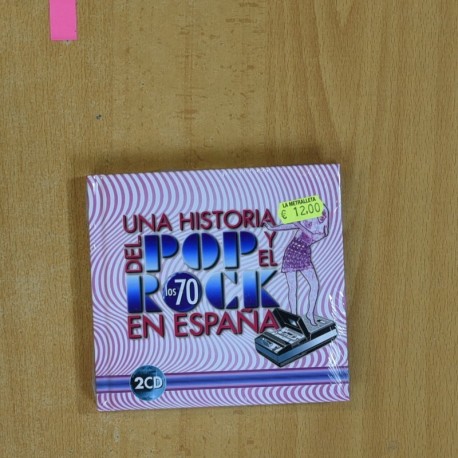 LA METRALLETA
€ 12,00
UNA HISTORIA
DEL POP Y EL
ROCK
los 70
EN ESPAÑA
2CD